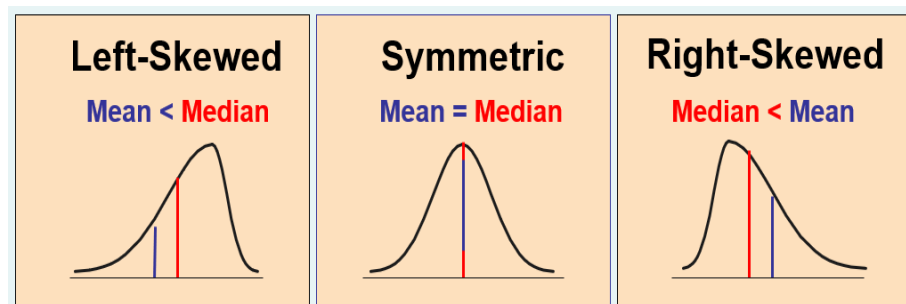 Left-Skewed
Mean < Median
Symmetric
Mean = Median
Right-Skewed
Median < Mean